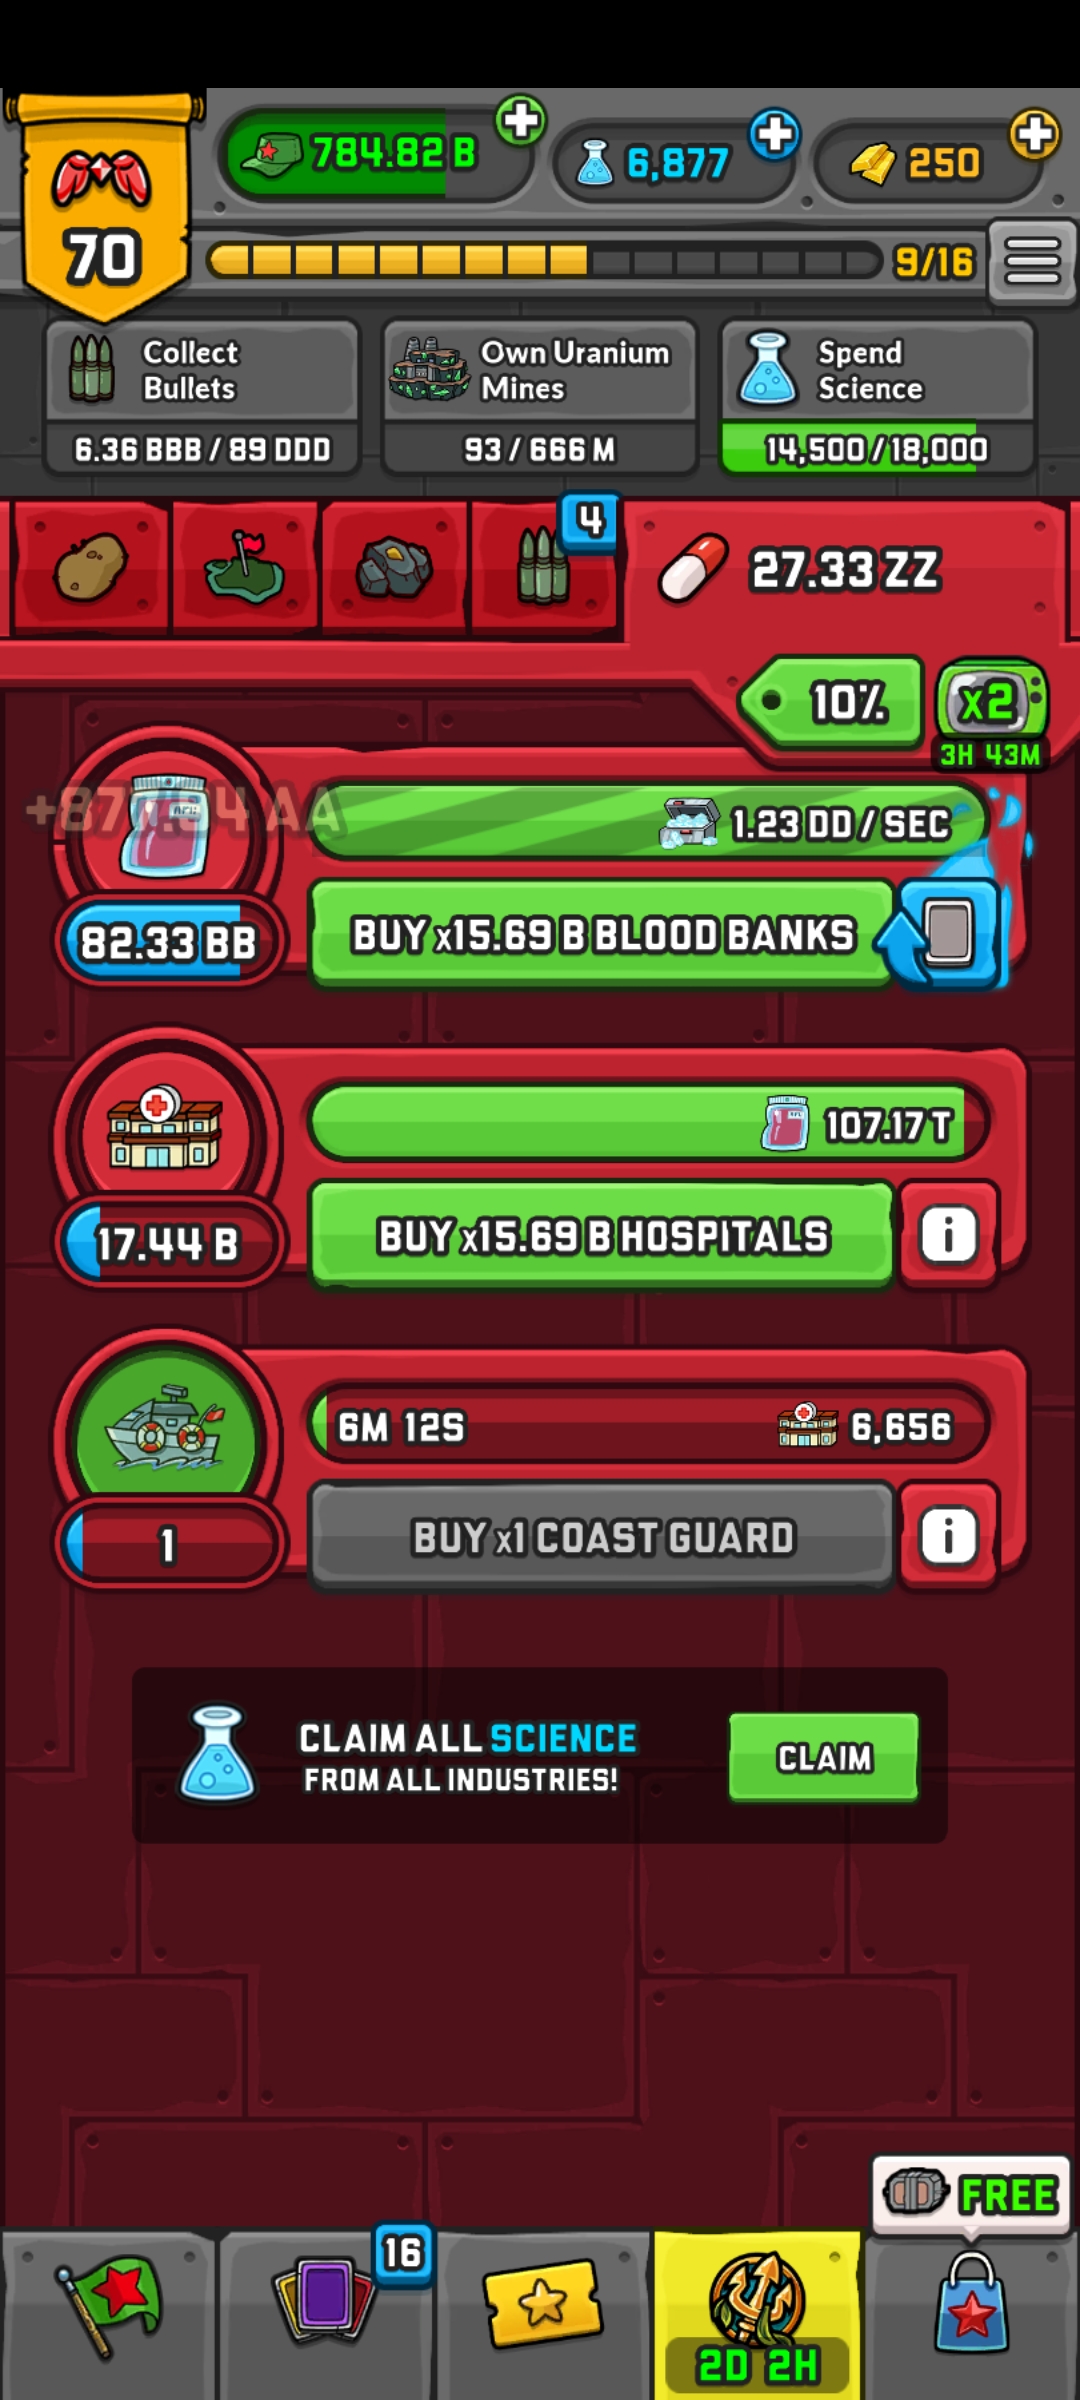 784.82 B
6,877
250
70
9/16
Collect
Bullets
6.36 BBB / 89 DDD
Own Uranium
Mines
93 / 666 M
Spend
Science
14,500/18,000
4
27.33 ZZ
10%
x2
3H 43M
1.23 DD / SEC
82.33 BB
BUY x15.69 B BLOOD BANKS
107.17 T
17.44 B
BUY x15.69 B HOSPITALS
i
6M 12S
6,656
1
BUY x1 COAST GUARD
i
CLAIM ALL SCIENCE
FROM ALL INDUSTRIES!
CLAIM
FREE
16
2D 2H